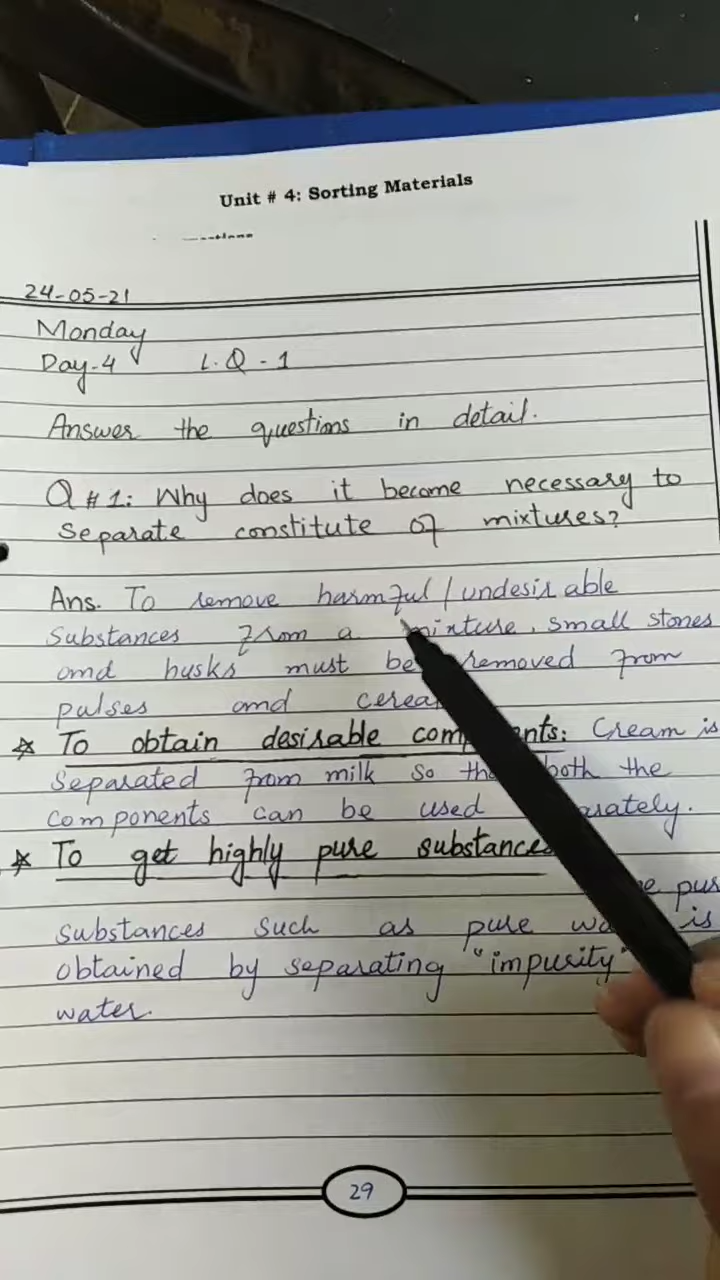 Unit # 4: Sorting Materials
24-05-21
Monday
Day-4 L.Q-1
Answer the questions in detail.
Q#1: Why does it become necessary to
separate constitute of mixtures?
Ans. To remove harmful/undesirable
substances from a mixture. small stones
and husks must be removed from
pulses and
To obtain desirable components: Cream is
separated from milk so both the
components can be used
To get highly pure substances
substances such as pure is
obtained by separating "impurity"
water.
29